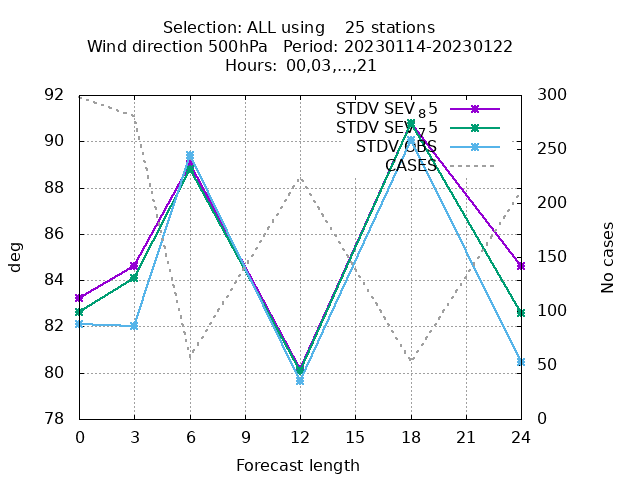 Selection: ALL using    25 stations
Wind direction 500hPa   Period: 20230114-20230122
Hours: 00,03,...,21
STDV SEV_8 5
STDV SEV_7 5
STDV OBS
CASES
92
90
88
86
84
82
80
78
300
250
200
150
100
50
0
deg
No cases
0 3 6 9 12 15 18 21 24
Forecast length